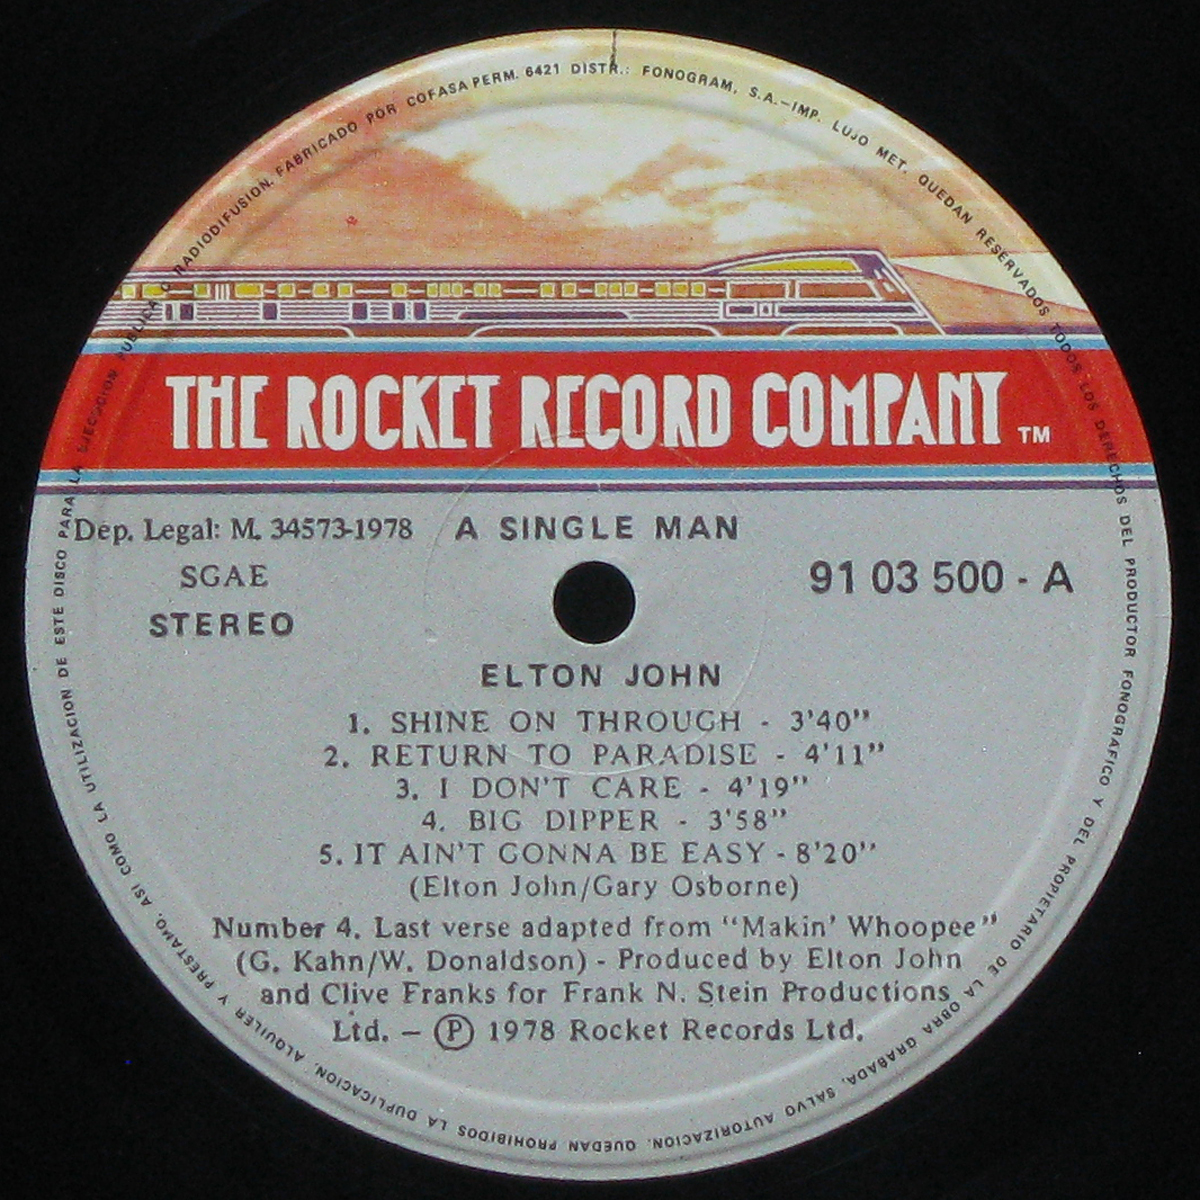 FABRICADO POR COFASA PERM. 6421 DISTR.: FONOGRAM, S.A.-IMP. LUJO MET. QUEDAN RESERVADOS TODOS LOS DERECHOS DEL PRODUCTOR FONOGRAFICO Y DEL PROPIETARIO DE LA OBRA GRABADA. SALVO AUTORIZACION, QUEDAN PROHIBIDOS LA DUPLICACION, ALQUILER Y PRESTAMO, ASI COMO LA UTILIZACION DE ESTE DISCO PARA LA EJECUCION PUBLICA O RADIODIFUSION.
THE ROCKET RECORD COMPANY TM
Dep. Legal: M. 34573-1978 A SINGLE MAN
SGAE 91 03 500 - A
STEREO
ELTON JOHN
1. SHINE ON THROUGH - 3'40"
2. RETURN TO PARADISE - 4'11"
3. I DON'T CARE - 4'19"
4. BIG DIPPER - 3'58"
5. IT AIN'T GONNA BE EASY - 8'20"
(Elton John/Gary Osborne)
Number 4. Last verse adapted from "Makin' Whoopee"
(G. Kahn/W. Donaldson) - Produced by Elton John
and Clive Franks for Frank N. Stein Productions
Ltd. — Ⓟ 1978 Rocket Records Ltd.